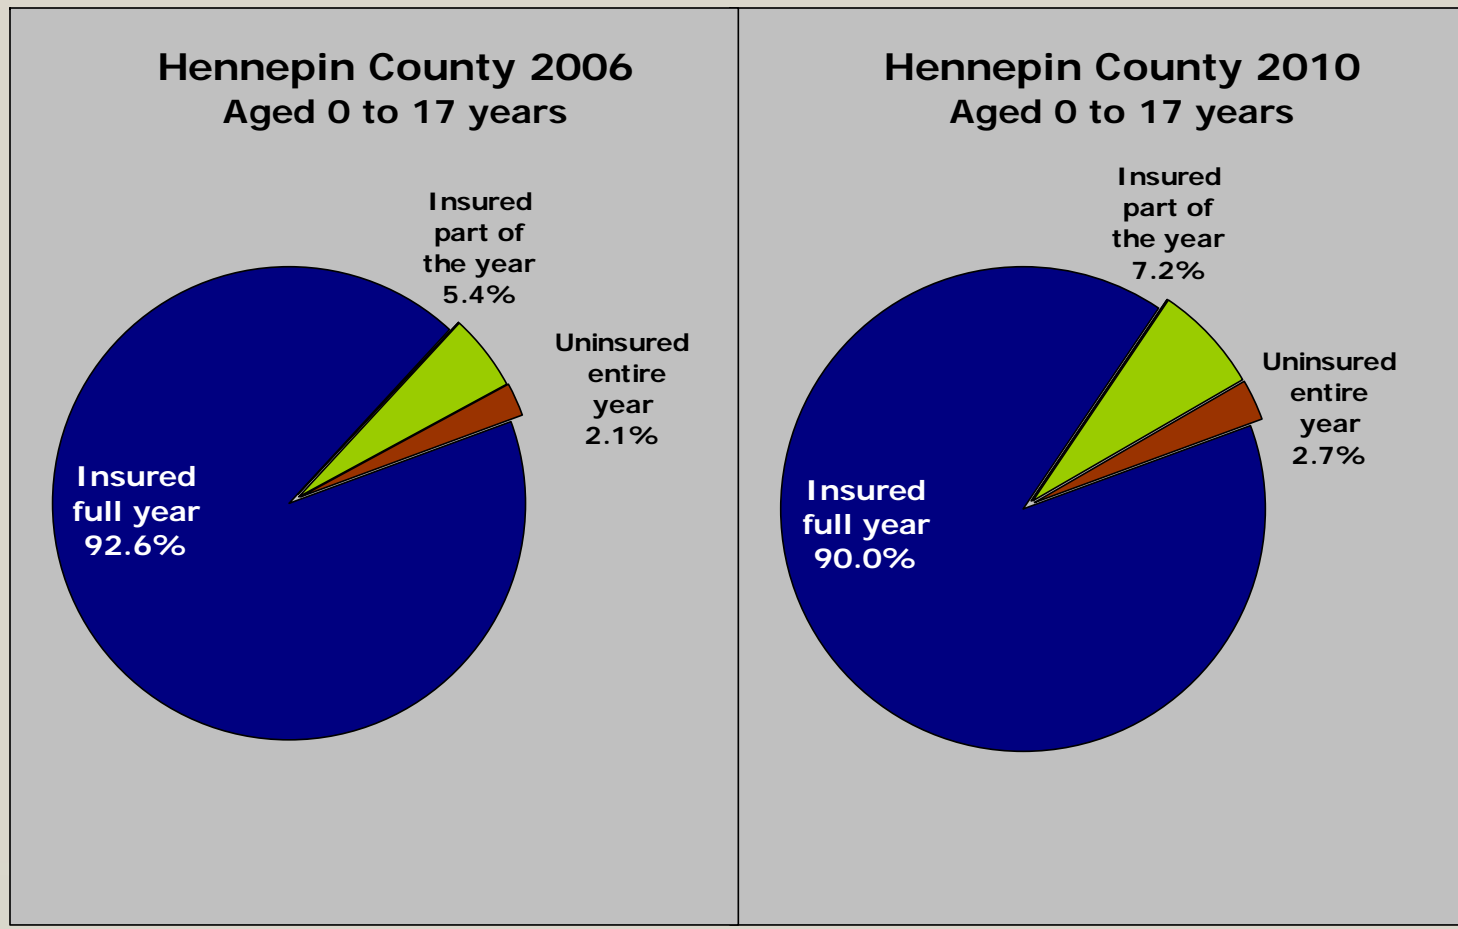 Hennepin County 2006
Aged 0 to 17 years
Insured
part of
the year
5.4%
Uninsured
entire
year
2.1%
Insured
full year
92.6%
Hennepin County 2010
Aged 0 to 17 years
Insured
part of
the year
7.2%
Uninsured
entire
year
2.7%
Insured
full year
90.0%